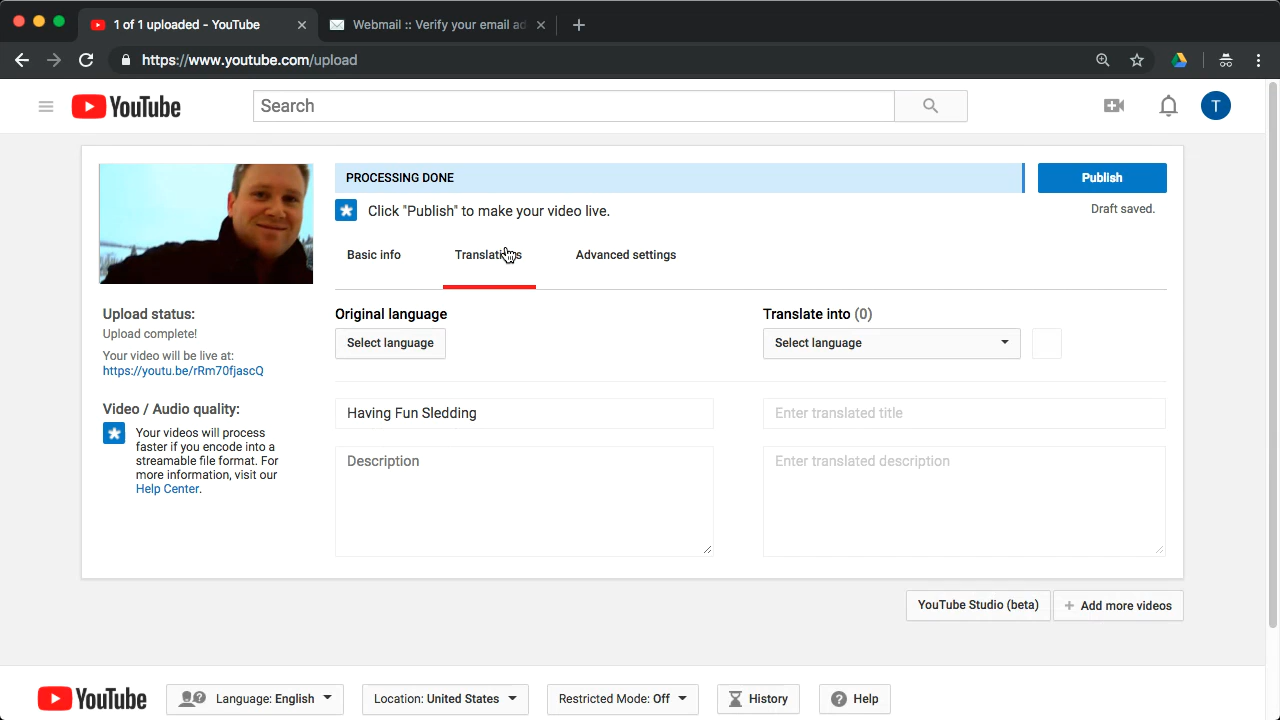 1 of 1 uploaded - YouTube
Webmail :: Verify your email ad
https://www.youtube.com/upload
YouTube
Search
T
PROCESSING DONE
Publish
Click "Publish" to make your video live.
Draft saved.
Basic info
Translations
Advanced settings
Upload status:
Upload complete!
Your video will be live at:
https://youtu.be/rRm70fjascQ
Video / Audio quality:
Your videos will process
faster if you encode into a
streamable file format. For
more information, visit our
Help Center.
Original language
Select language
Translate into (0)
Select language
Having Fun Sledding
Enter translated title
Description
Enter translated description
YouTube Studio (beta)
+ Add more videos
YouTube
Language: English
Location: United States
Restricted Mode: Off
History
Help